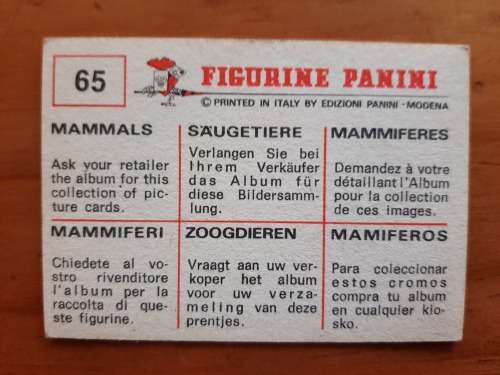 65
FIGURINE PANINI
© PRINTED IN ITALY BY EDIZIONI PANINI - MODENA
MAMMALS
Ask your retailer
the album for this
collection of pic-
ture cards.
SÄUGETIERE
Verlangen Sie bei
Ihrem Verkäufer
das Album für
diese Bildersamm-
lung.
MAMMIFERES
Demandez à vôtre
détaillant l'Album
pour la collection
de ces images.
MAMMIFERI
Chiedete al vo-
stro rivenditore
l'album per la
raccolta di que-
ste figurine.
ZOOGDIEREN
Vraagt aan uw ver-
koper het album
voor uw verza-
meling van deze
prentjes.
MAMIFEROS
Para coleccionar
estos cromos
compra tu album
en cualquier kio-
sko.